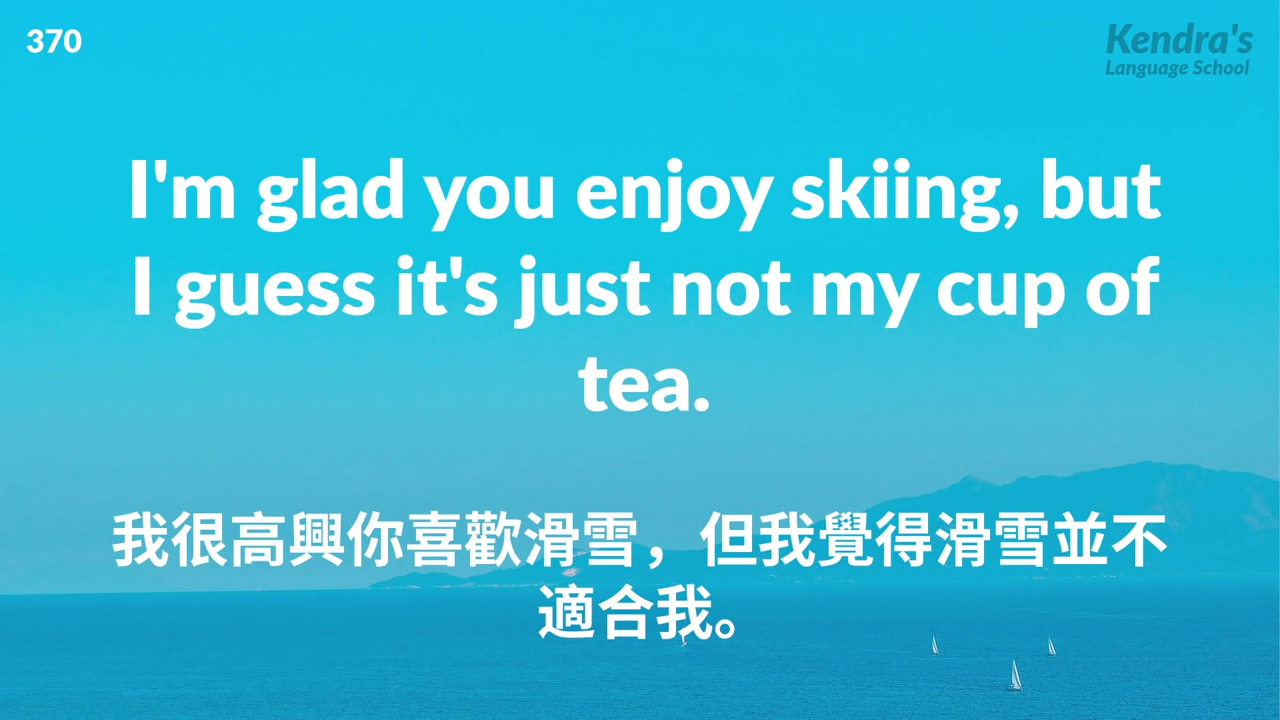 370
Kendra's
Language School
I'm glad you enjoy skiing, but
I guess it's just not my cup of
tea.
我很高興你喜歡滑雪，但我覺得滑雪並不
適合我。